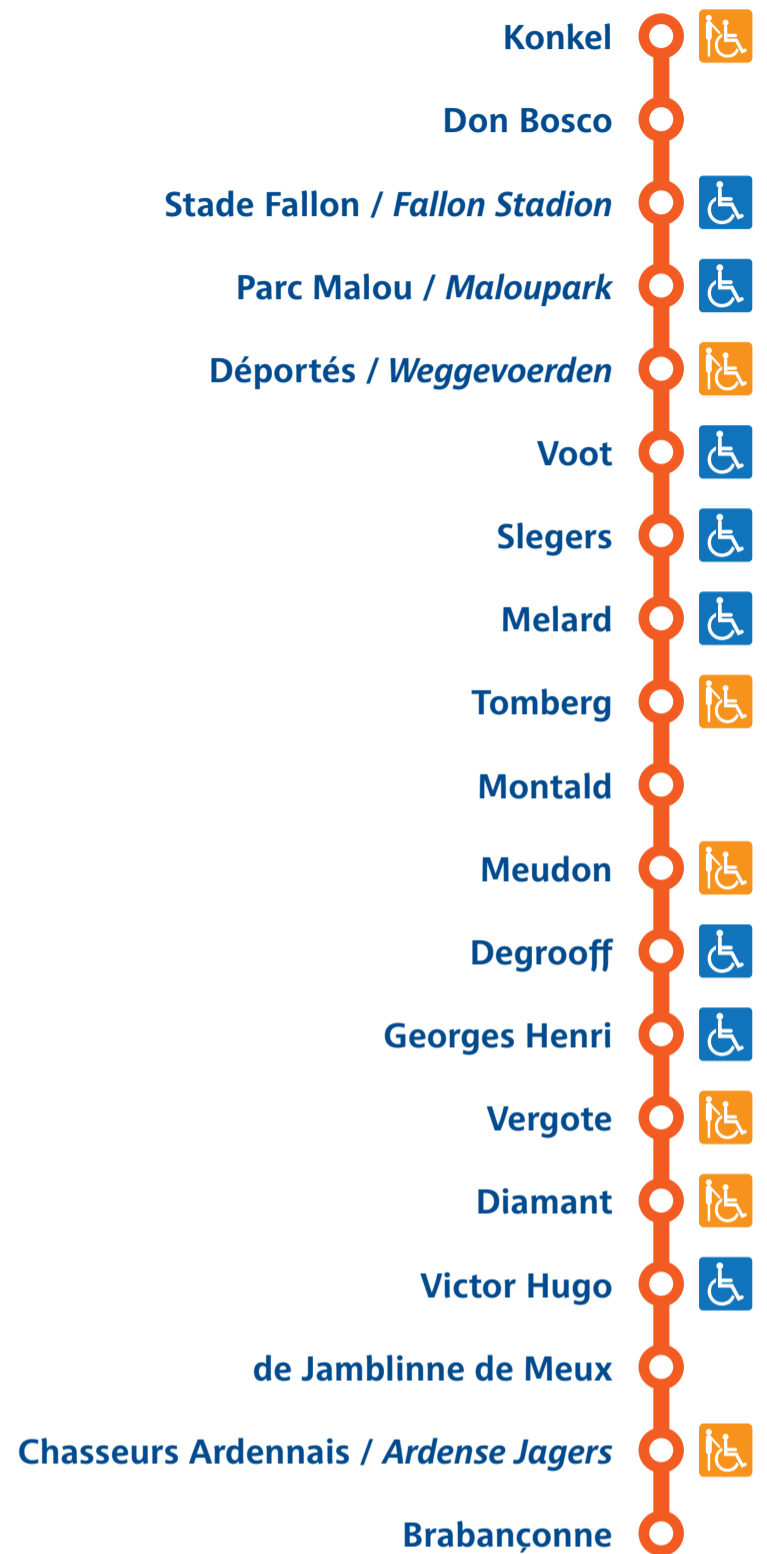 Konkel
Don Bosco
Stade Fallon / Fallon Stadion
Parc Malou / Maloupark
Déportés / Weggevoerden
Voot
Slegers
Melard
Tomberg
Montald
Meudon
Degrooff
Georges Henri
Vergote
Diamant
Victor Hugo
de Jamblinne de Meux
Chasseurs Ardennais / Ardense Jagers
Brabançonne